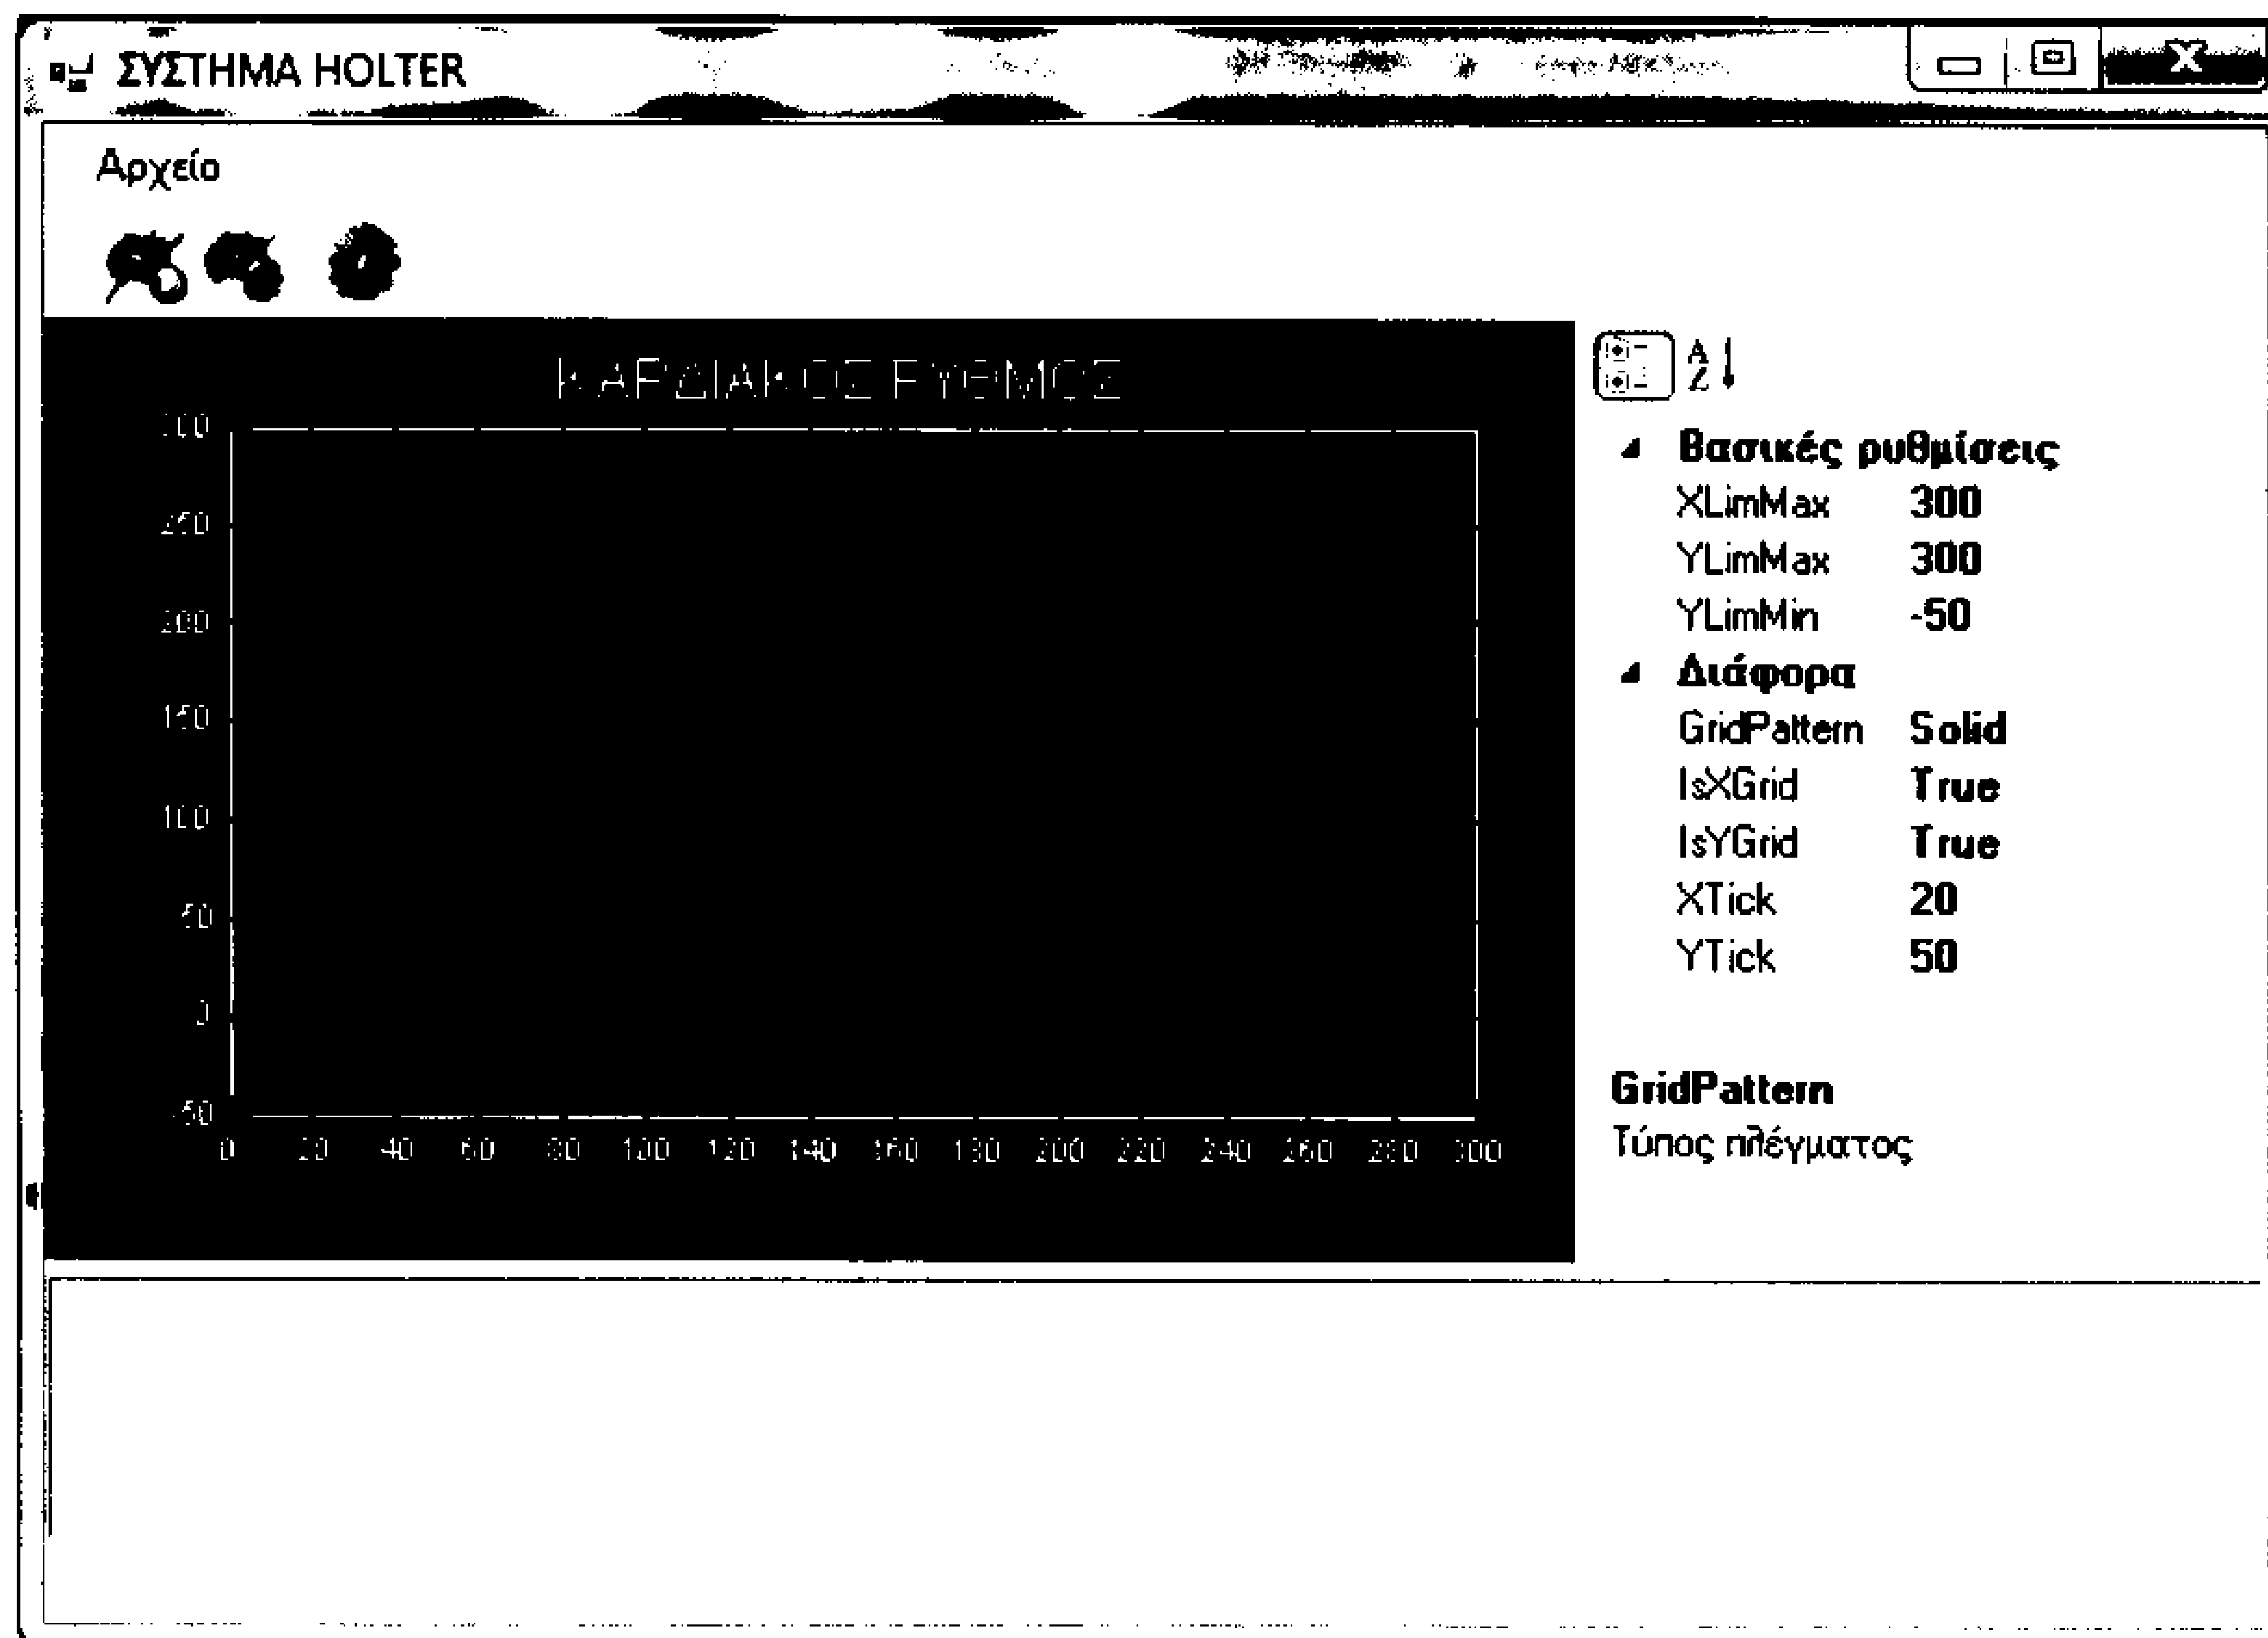 ΣΥΣΤΗΜΑ HOLTER
Αρχείο
ΚΑΡΔΙΑΚΟΣ ΡΥΘΜΟΣ
300
250
200
150
100
50
0
-50
0 20 40 60 80 100 120 140 160 180 200 220 240 260 280 300
A
Z
Βασικές ρυθμίσεις
XLimMax 300
YLimMax 300
YLimMin -50
Διάφορα
GridPattern Solid
IsXGrid True
IsYGrid True
XTick 20
YTick 50
GridPattern
Τύπος πλέγματος